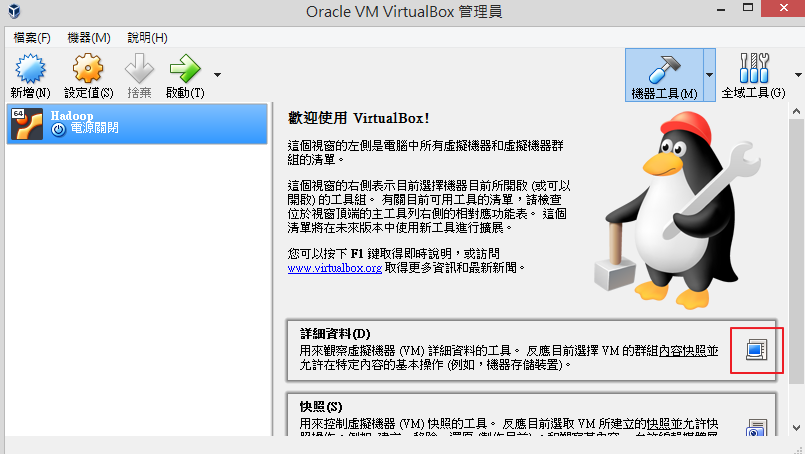 Oracle VM VirtualBox 管理員
檔案(F) 機器(M) 說明(H)
新增(N) 設定值(S) 捨棄 啟動(T) 機器工具(M) 全域工具(G)
64
Hadoop
電源關閉
歡迎使用 VirtualBox!
這個視窗的左側是電腦中所有虛擬機器和虛擬機器群
組的清單。
這個視窗的右側表示目前選擇機器目前所開啟 (或可以
開啟) 的工具組。 有關目前可用工具的清單，請檢查
位於視窗頂端的主工具列右側的相對應功能表。 這個
清單將在未來版本中使用新工具進行擴展。
您可以按下 F1 鍵取得即時說明，或訪問
www.virtualbox.org 取得更多資訊和最新新聞。
詳細資料(D)
用來觀察虛擬機器 (VM) 詳細資料的工具。 反應目前選擇 VM 的群組內容快照並
允許在特定內容的基本操作 (例如，機器存儲裝置)。
快照(S)
用來控制虛擬機器 (VM) 快照的工具。 反應目前選取 VM 所建立的快照並允許快